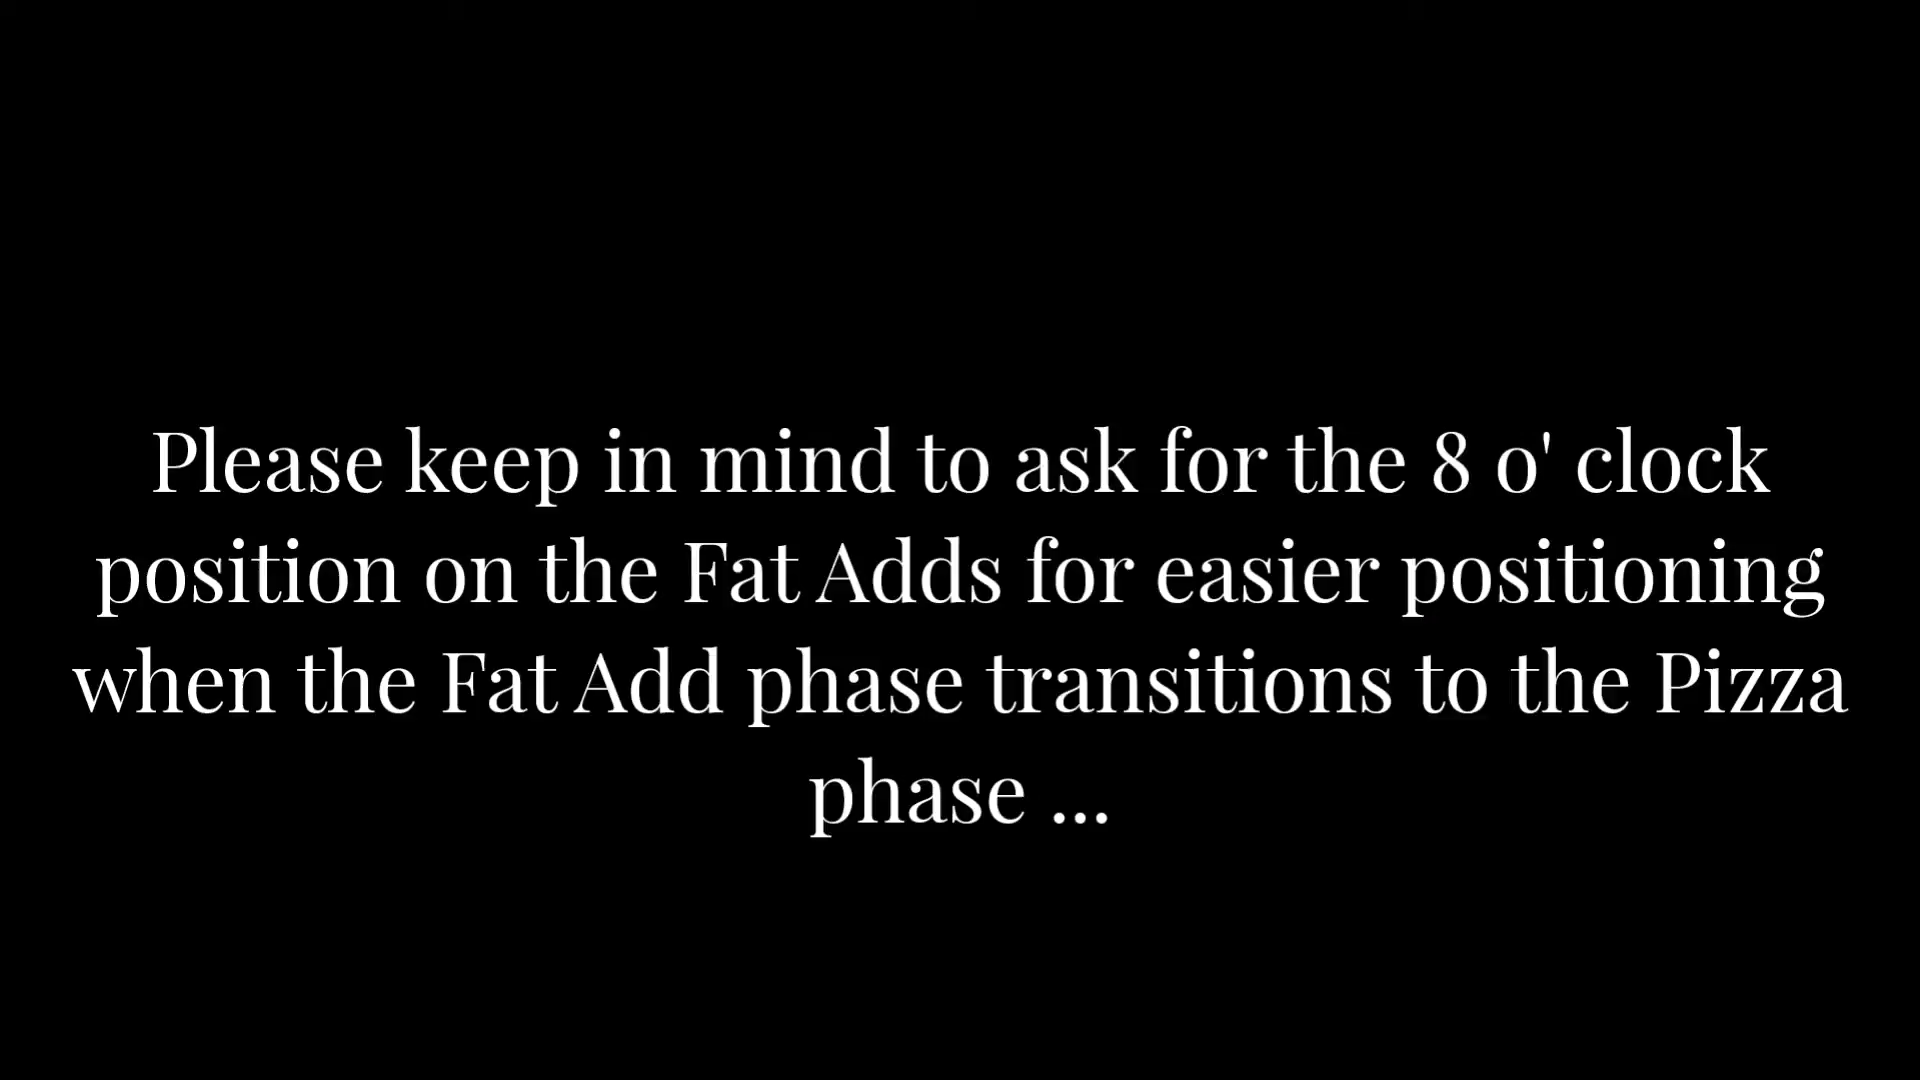 Please keep in mind to ask for the 8 o' clock
position on the Fat Adds for easier positioning
when the Fat Add phase transitions to the Pizza
phase ...